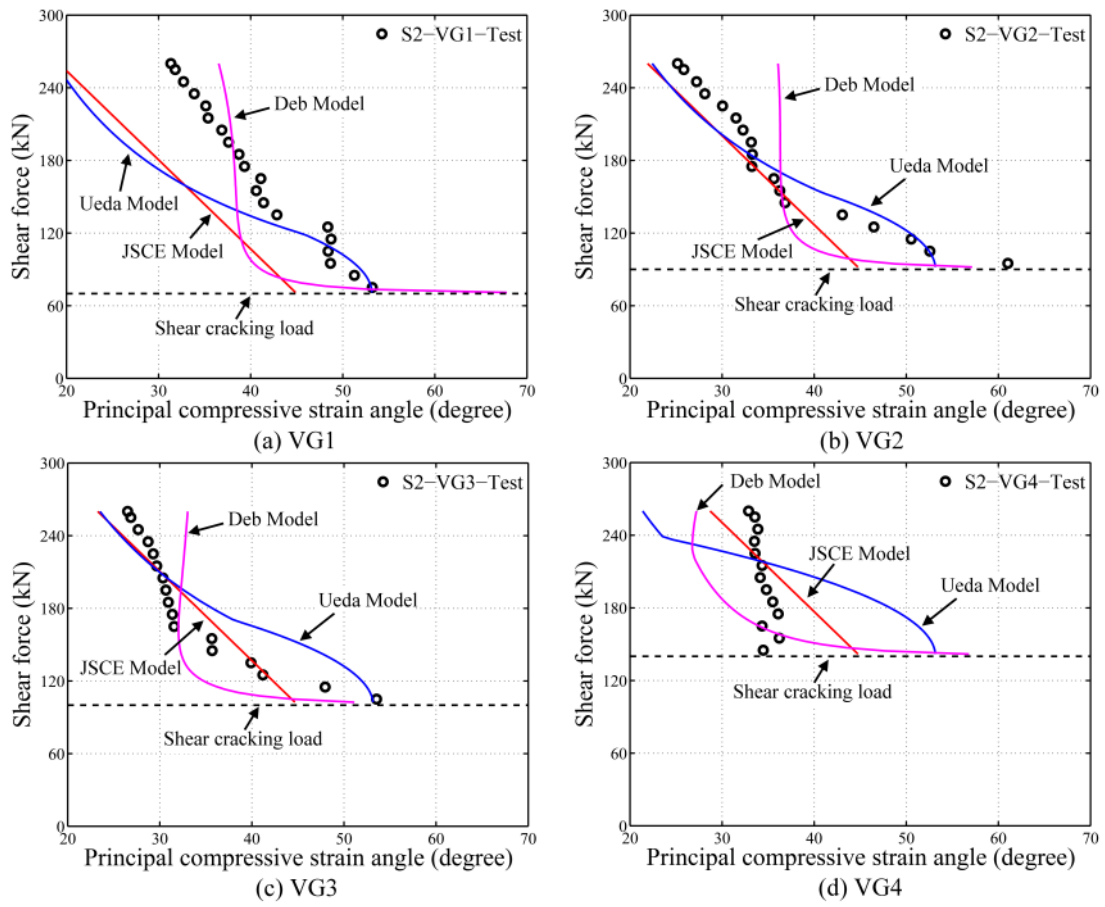 300
240
180
120
60
0
Shear force (kN)
S2−VG1−Test
Deb Model
Ueda Model
JSCE Model
Shear cracking load
20 30 40 50 60 70
Principal compressive strain angle (degree)
(a) VG1
300
240
180
120
60
0
Shear force (kN)
S2−VG2−Test
Deb Model
Ueda Model
JSCE Model
Shear cracking load
20 30 40 50 60 70
Principal compressive strain angle (degree)
(b) VG2
300
240
180
120
60
0
Shear force (kN)
S2−VG3−Test
Deb Model
Ueda Model
JSCE Model
Shear cracking load
20 30 40 50 60 70
Principal compressive strain angle (degree)
(c) VG3
300
240
180
120
60
0
Shear force (kN)
S2−VG4−Test
Deb Model
JSCE Model
Ueda Model
Shear cracking load
20 30 40 50 60 70
Principal compressive strain angle (degree)
(d) VG4